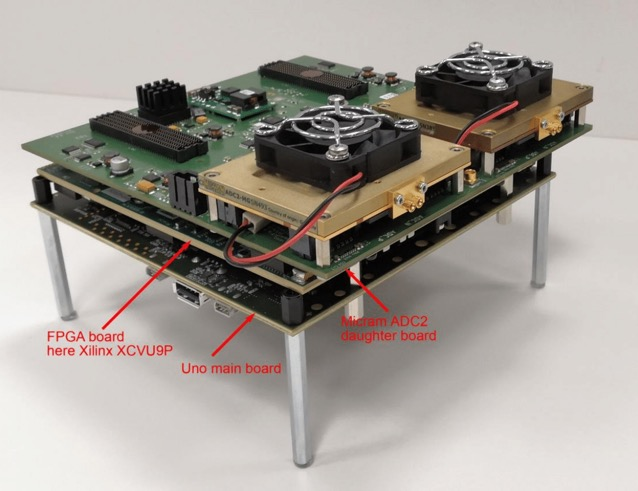 FPGA board
here Xilinx XCVU9P
Uno main board
Micram ADC2
daughter board